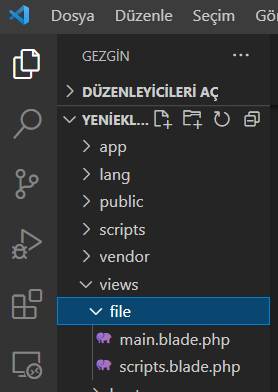 Dosya Düzenle Seçim
GEZGİN
DÜZENLEYİCİLERİ AÇ
YENİEKL...
app
lang
public
scripts
vendor
views
file
main.blade.php
scripts.blade.php